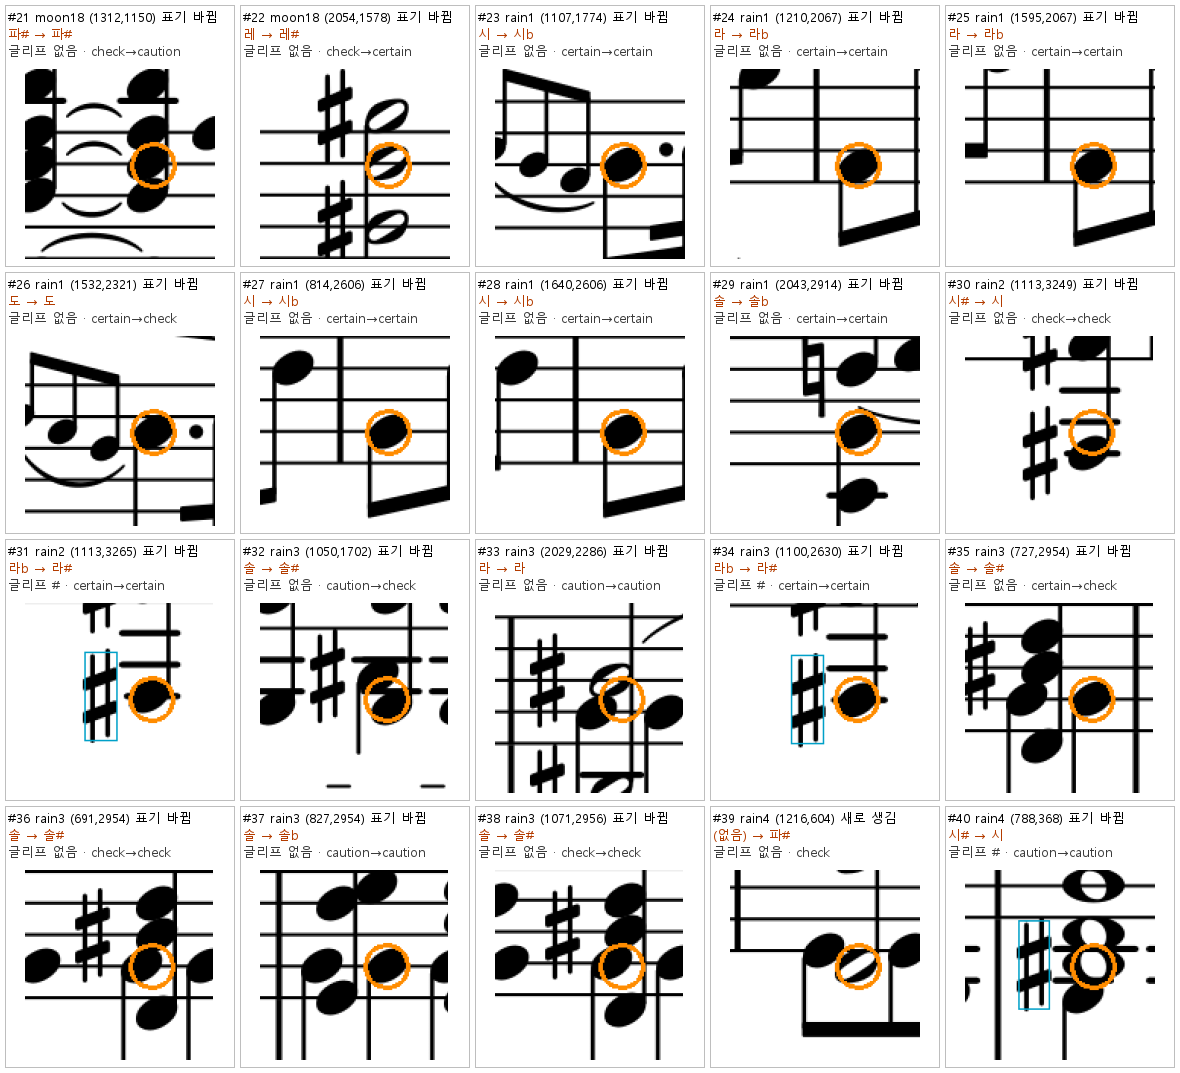 #21 moon18 (1312,1150) 표기 바뀜
파# → 파#
글리프 없음 · check→caution
#22 moon18 (2054,1578) 표기 바뀜
레 → 레#
글리프 없음 · check→certain
#23 rain1 (1107,1774) 표기 바뀜
시 → 시b
글리프 없음 · certain→certain
#24 rain1 (1210,2067) 표기 바뀜
라 → 라b
글리프 없음 · certain→certain
#25 rain1 (1595,2067) 표기 바뀜
라 → 라b
글리프 없음 · certain→certain
#26 rain1 (1532,2321) 표기 바뀜
도 → 도
글리프 없음 · certain→check
#27 rain1 (814,2606) 표기 바뀜
시 → 시b
글리프 없음 · certain→certain
#28 rain1 (1640,2606) 표기 바뀜
시 → 시b
글리프 없음 · certain→certain
#29 rain1 (2043,2914) 표기 바뀜
솔 → 솔b
글리프 없음 · certain→certain
#30 rain2 (1113,3249) 표기 바뀜
시# → 시
글리프 없음 · check→check
#31 rain2 (1113,3265) 표기 바뀜
라b → 라#
글리프 # · certain→certain
#32 rain3 (1050,1702) 표기 바뀜
솔 → 솔#
글리프 없음 · caution→check
#33 rain3 (2029,2286) 표기 바뀜
라 → 라
글리프 없음 · caution→caution
#34 rain3 (1100,2630) 표기 바뀜
라b → 라#
글리프 # · certain→certain
#35 rain3 (727,2954) 표기 바뀜
솔 → 솔#
글리프 없음 · certain→check
#36 rain3 (691,2954) 표기 바뀜
솔 → 솔#
글리프 없음 · check→check
#37 rain3 (827,2954) 표기 바뀜
솔 → 솔b
글리프 없음 · caution→caution
#38 rain3 (1071,2956) 표기 바뀜
솔 → 솔#
글리프 없음 · check→check
#39 rain4 (1216,604) 새로 생김
(없음) → 파#
글리프 없음 · check
#40 rain4 (788,368) 표기 바뀜
시# → 시
글리프 # · caution→caution